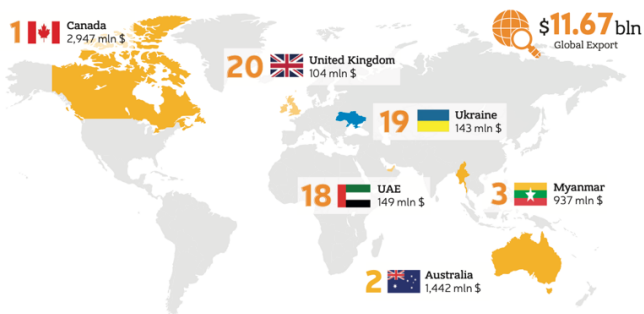 1 Canada
2,947 mln $
$11.67 bln
Global Export
20 United Kingdom
104 mln $
19 Ukraine
143 mln $
18 UAE
149 mln $
3 Myanmar
937 mln $
2 Australia
1,442 mln $